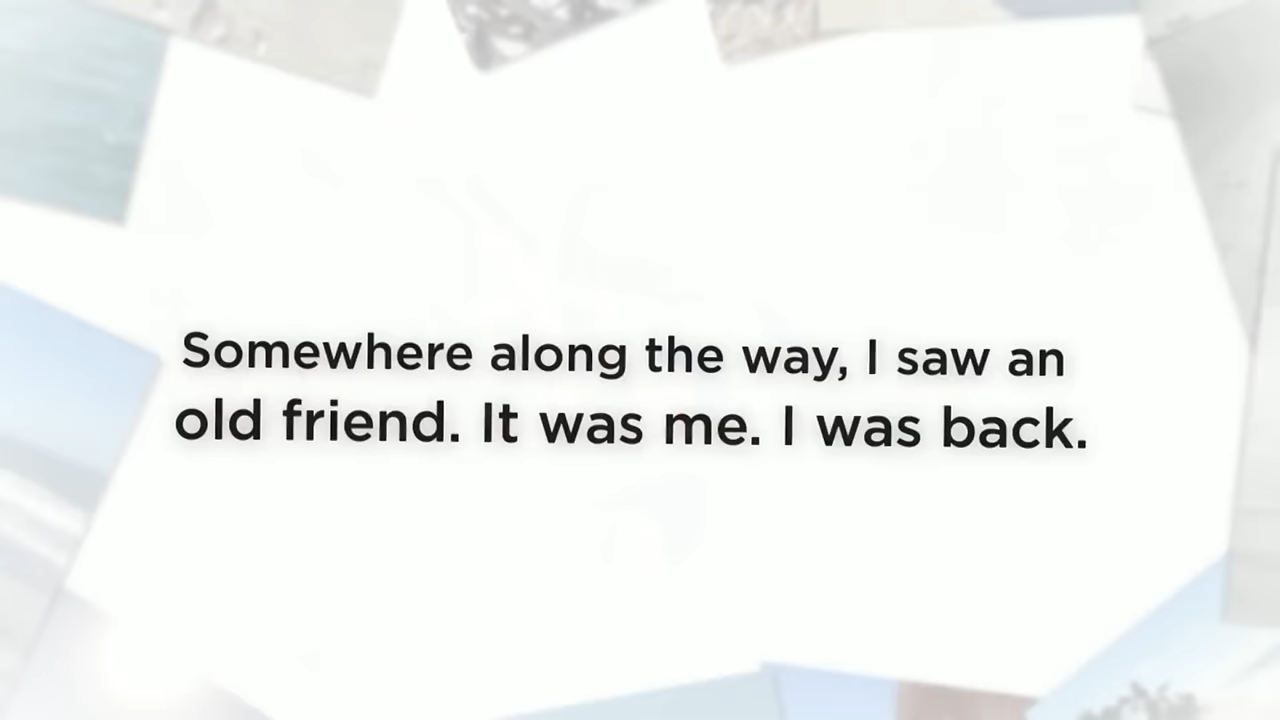 Somewhere along the way, I saw an
old friend. It was me. I was back.